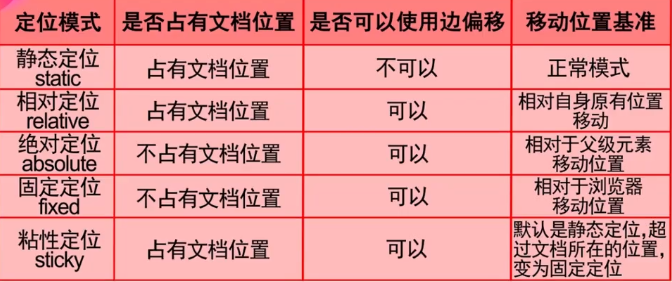 定位模式 是否占有文档位置 是否可以使用边偏移 移动位置基准
静态定位
static
占有文档位置
不可以
正常模式
相对定位
relative
占有文档位置
可以
相对自身原有位置
移动
绝对定位
absolute
不占有文档位置
可以
相对于父级元素
移动位置
固定定位
fixed
不占有文档位置
可以
相对于浏览器
移动位置
粘性定位
sticky
占有文档位置
可以
默认是静态定位,超
过文档所在的位置,
变为固定定位